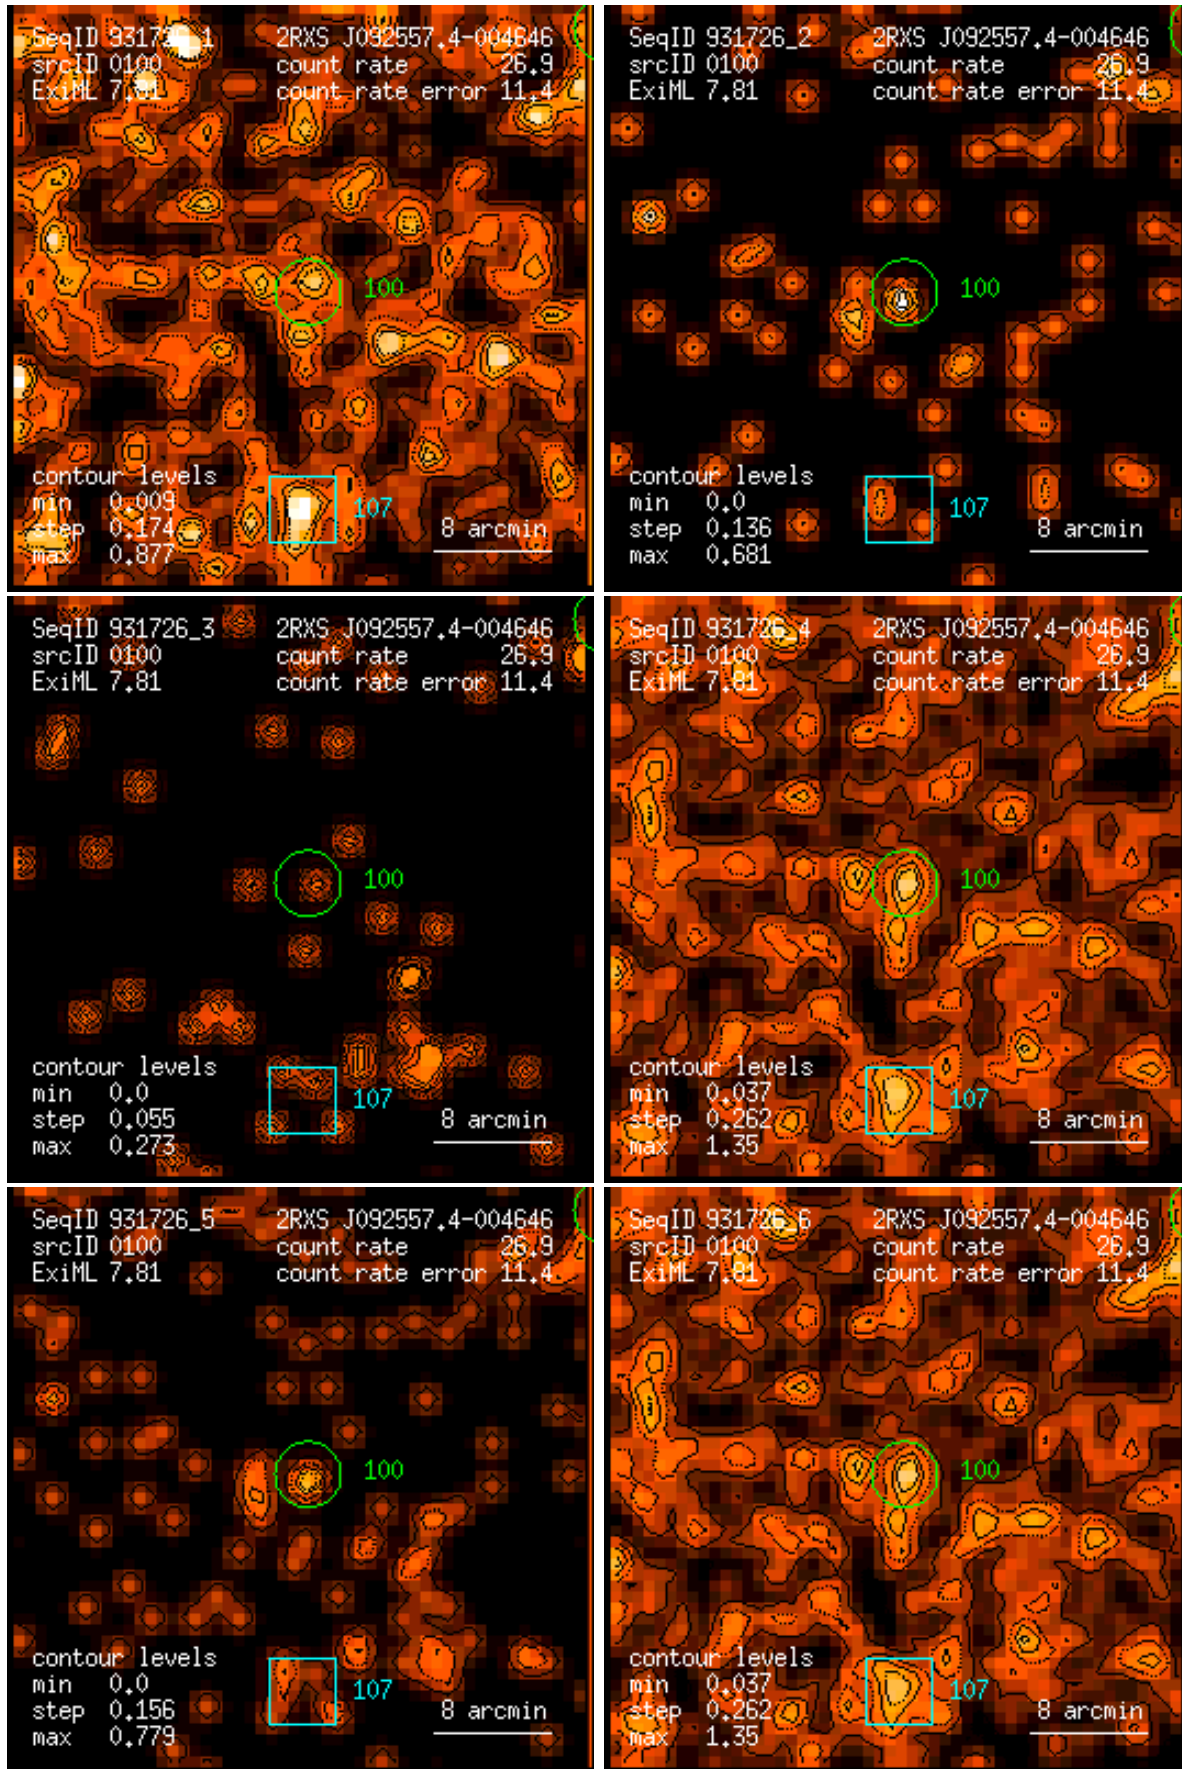 SeqID 931726_1 2RXS J092557.4-004646
srcID 0100 count rate 26.9
ExiML 7.81 count rate error 11.4
100
contour levels
min 0.009
107
step 0.174 8 arcmin
max 0.877
SeqID 931726_2 2RXS J092557.4-004646
srcID 0100 count rate 26.9
ExiML 7.81 count rate error 11.4
100
contour levels
min 0.0
107
step 0.136 8 arcmin
max 0.681
SeqID 931726_3 2RXS J092557.4-004646
srcID 0100 count rate 26.9
ExiML 7.81 count rate error 11.4
100
contour levels
min 0.0
107
step 0.055 8 arcmin
max 0.273
SeqID 931726_4 2RXS J092557.4-004646
srcID 0100 count rate 26.9
ExiML 7.81 count rate error 11.4
100
contour levels
min 0.037
107
step 0.262 8 arcmin
max 1.35
SeqID 931726_5 2RXS J092557.4-004646
srcID 0100 count rate 26.9
ExiML 7.81 count rate error 11.4
100
contour levels
min 0.0
107
step 0.156 8 arcmin
max 0.779
SeqID 931726_6 2RXS J092557.4-004646
srcID 0100 count rate 26.9
ExiML 7.81 count rate error 11.4
100
contour levels
min 0.037
107
step 0.262 8 arcmin
max 1.35